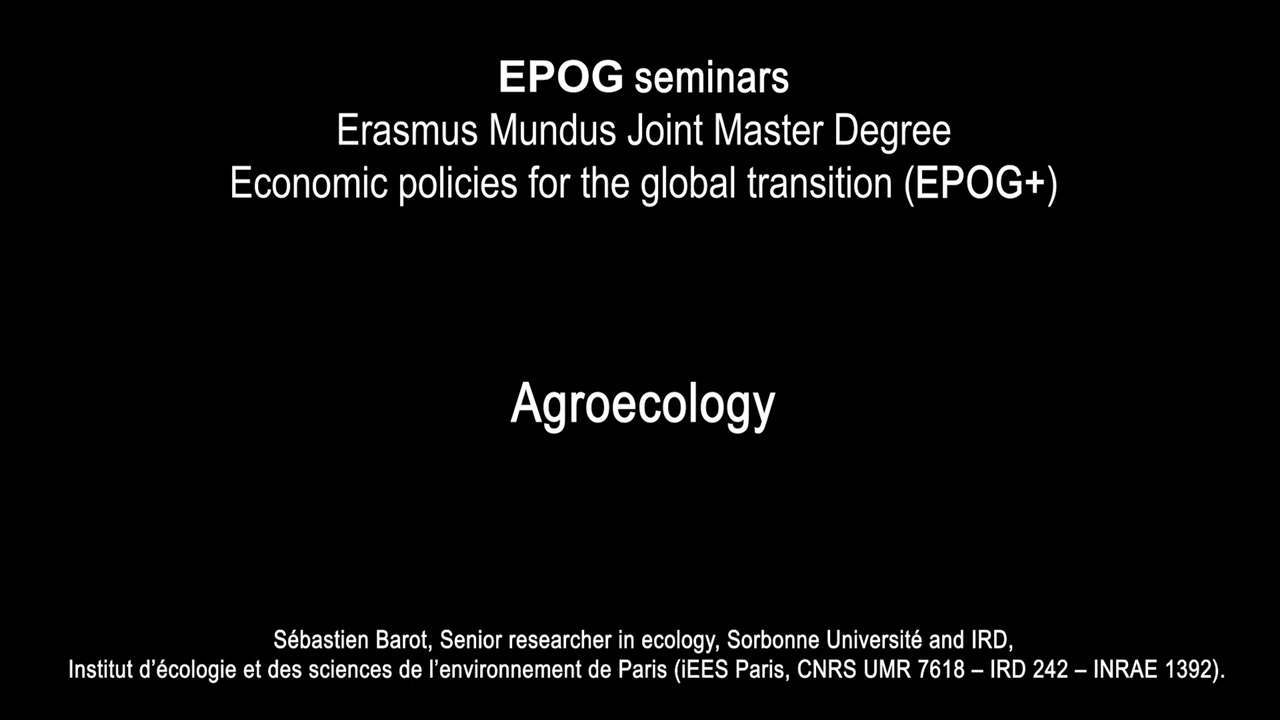 EPOG seminars
Erasmus Mundus Joint Master Degree
Economic policies for the global transition (EPOG+)
Agroecology
Sébastien Barot, Senior researcher in ecology, Sorbonne Université and IRD,
Institut d’écologie et des sciences de l’environnement de Paris (iEES Paris, CNRS UMR 7618 – IRD 242 – INRAE 1392).